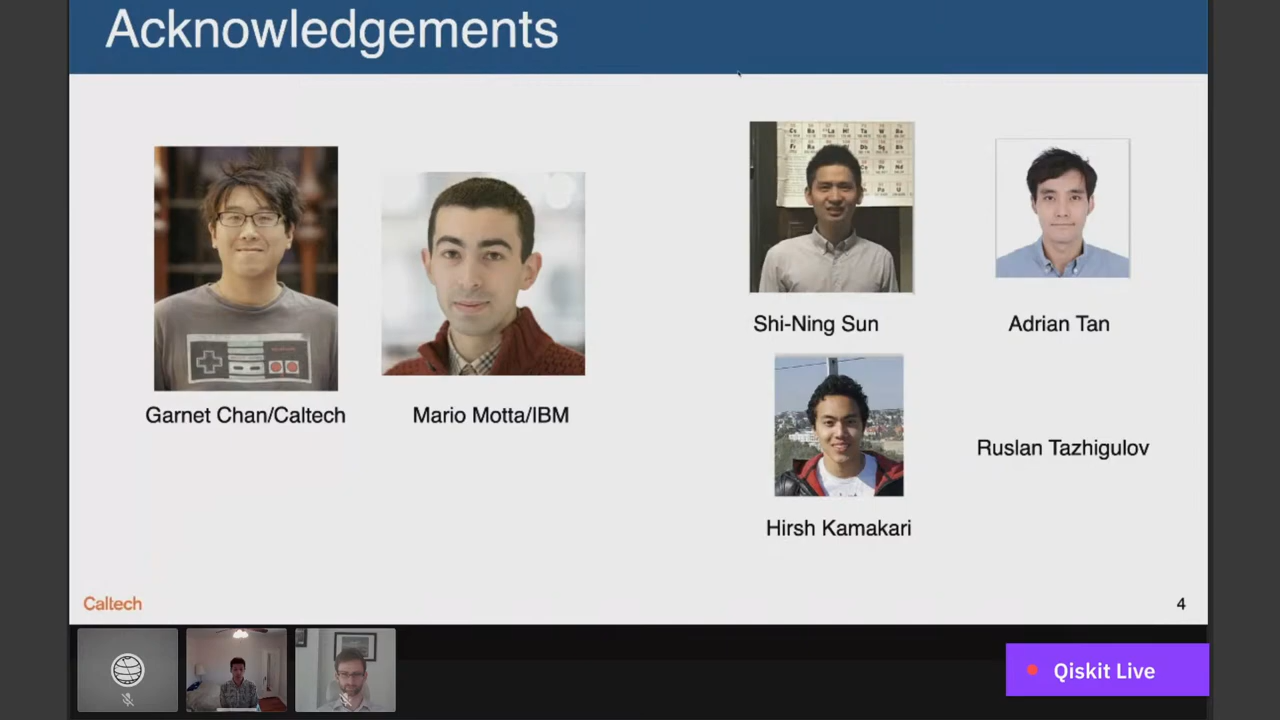 Acknowledgements
Garnet Chan/Caltech
Mario Motta/IBM
Shi-Ning Sun
Adrian Tan
Hirsh Kamakari
Ruslan Tazhigulov
Caltech
4
Qiskit Live